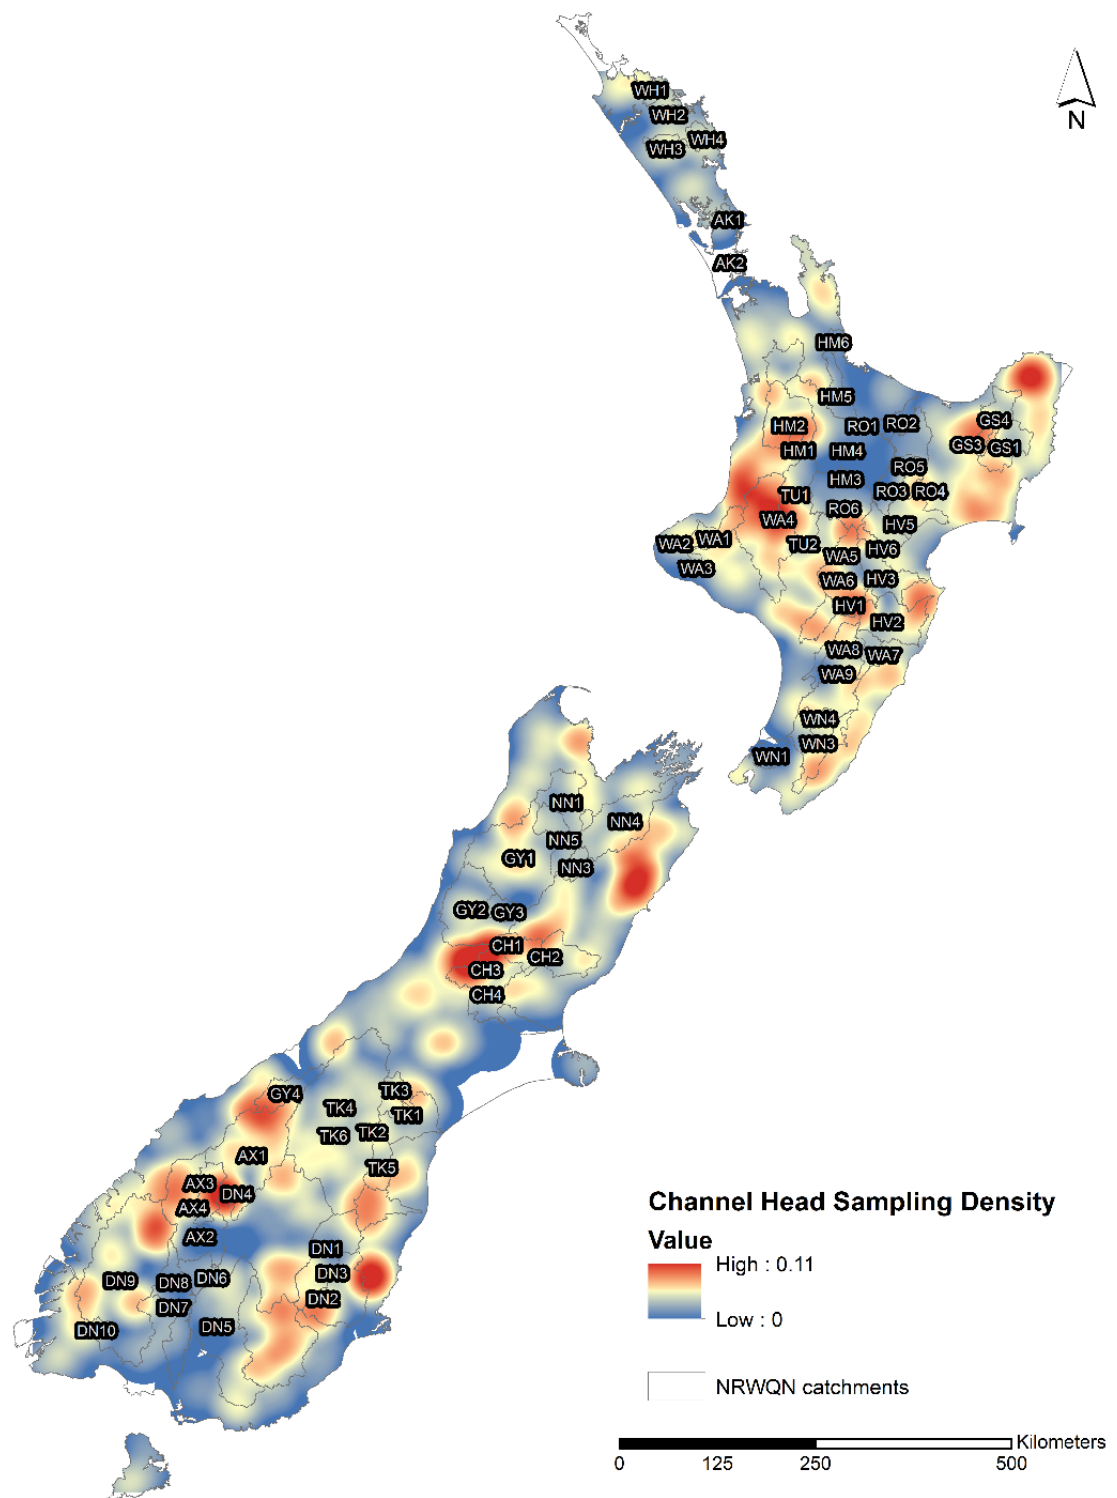 WH1
WH2
WH4
WH3
N
AK1
AK2
HM6
HM5
HM2
RO1
RO2
GS4
HM1
HM4
GS3
GS1
HM3
RO5
TU1
RO3
RO4
RO6
WA4
HV5
WA1
WA2
TU2
HV6
WA5
WA3
WA6
HV3
HV1
HV2
WA8
WA7
WA9
WN4
WN3
WN1
NN1
NN4
NN5
GY1
NN3
GY2
GY3
CH1
CH2
CH3
CH4
TK3
GY4
TK4
TK1
TK2
TK6
AX1
TK5
AX3
DN4
AX4
AX2
DN1
DN3
DN9
DN8
DN6
DN2
DN7
DN5
DN10
Channel Head Sampling Density
Value
High : 0.11
Low : 0
NRWQN catchments
Kilometers
0 125 250 500